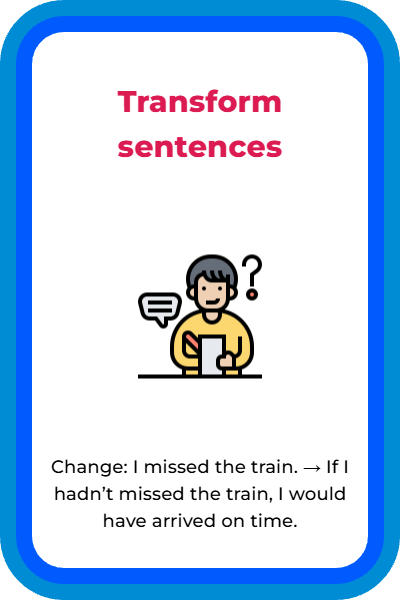 Transform
sentences
Change: I missed the train. → If I
hadn’t missed the train, I would
have arrived on time.